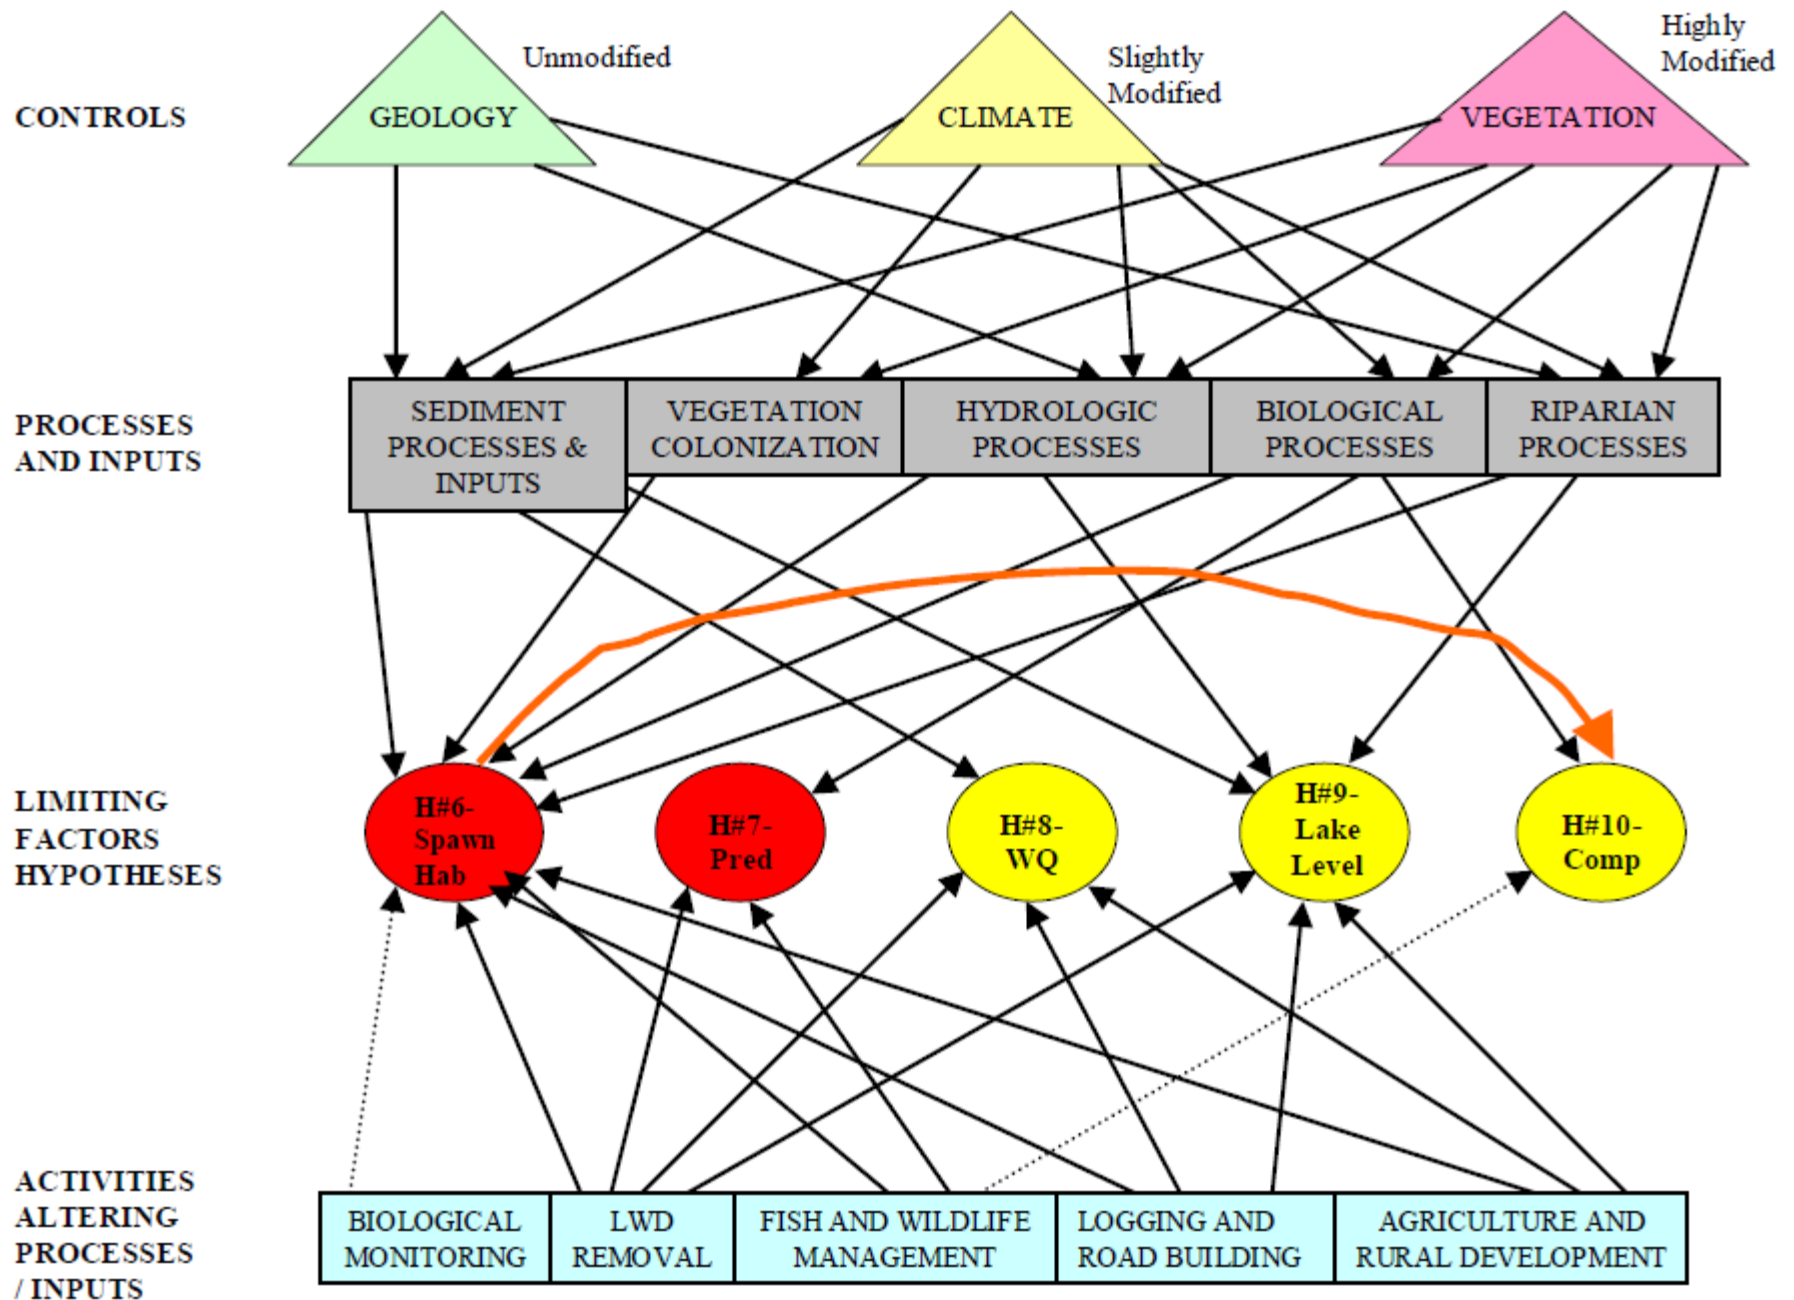 Unmodified
Slightly
Modified
Highly
Modified
CONTROLS
GEOLOGY
CLIMATE
VEGETATION
PROCESSES
AND INPUTS
SEDIMENT
PROCESSES &
INPUTS
VEGETATION
COLONIZATION
HYDROLOGIC
PROCESSES
BIOLOGICAL
PROCESSES
RIPARIAN
PROCESSES
LIMITING
FACTORS
HYPOTHESES
H#6-
Spawn
Hab
H#7-
Pred
H#8-
WQ
H#9-
Lake
Level
H#10-
Comp
ACTIVITIES
ALTERING
PROCESSES
/ INPUTS
BIOLOGICAL
MONITORING
LWD
REMOVAL
FISH AND WILDLIFE
MANAGEMENT
LOGGING AND
ROAD BUILDING
AGRICULTURE AND
RURAL DEVELOPMENT